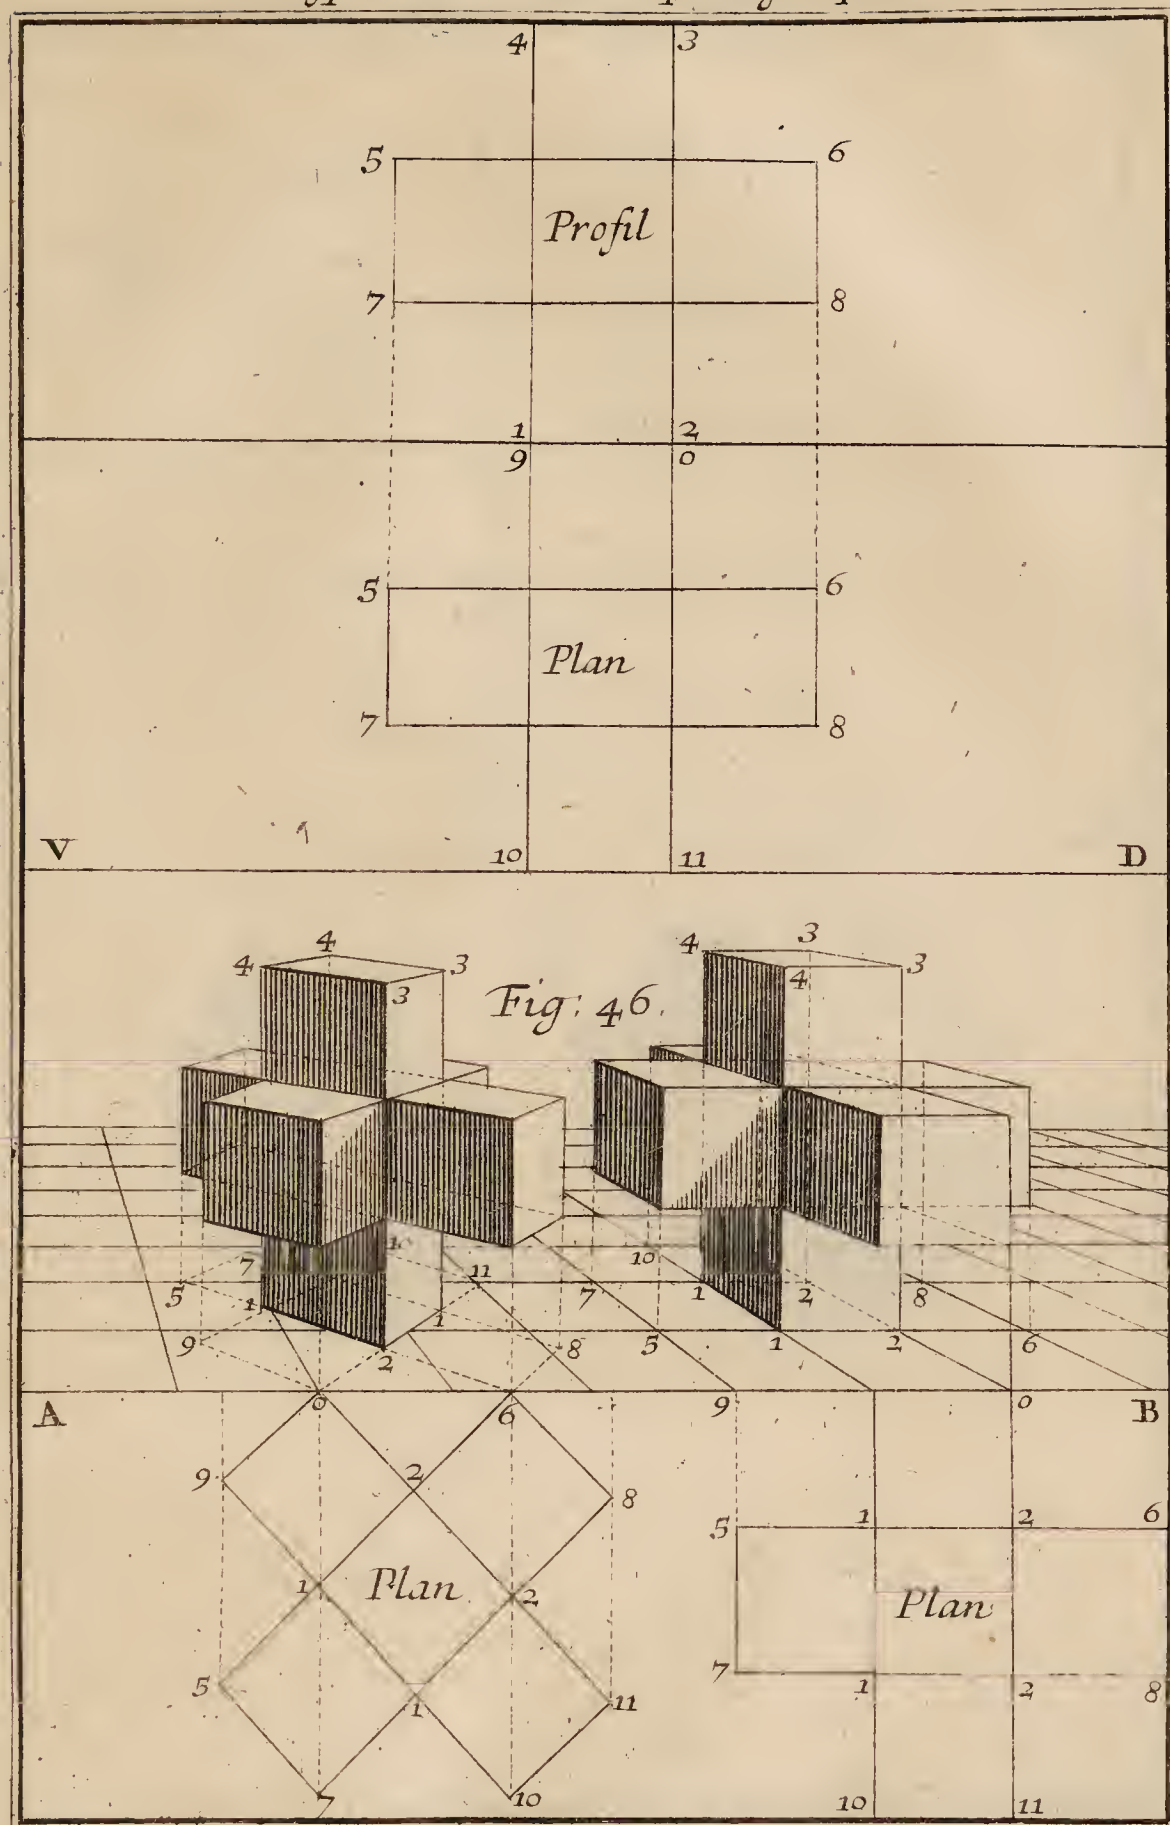 4 3
5 6
Profil
7 8
1 2
9 0
5 6
Plan
7 8
V 10 11 D
4 4 3 4 3
4 3 3
Fig: 46.
7 10 11 10
5 1 1 7 1 2 8
9 2 8 5 1 2 6
A 0 6 9 0 B
9 2 8
5 1 2 6
1 Plan 2 Plan
5 1 11 7 1 2 8
7 10 10 11